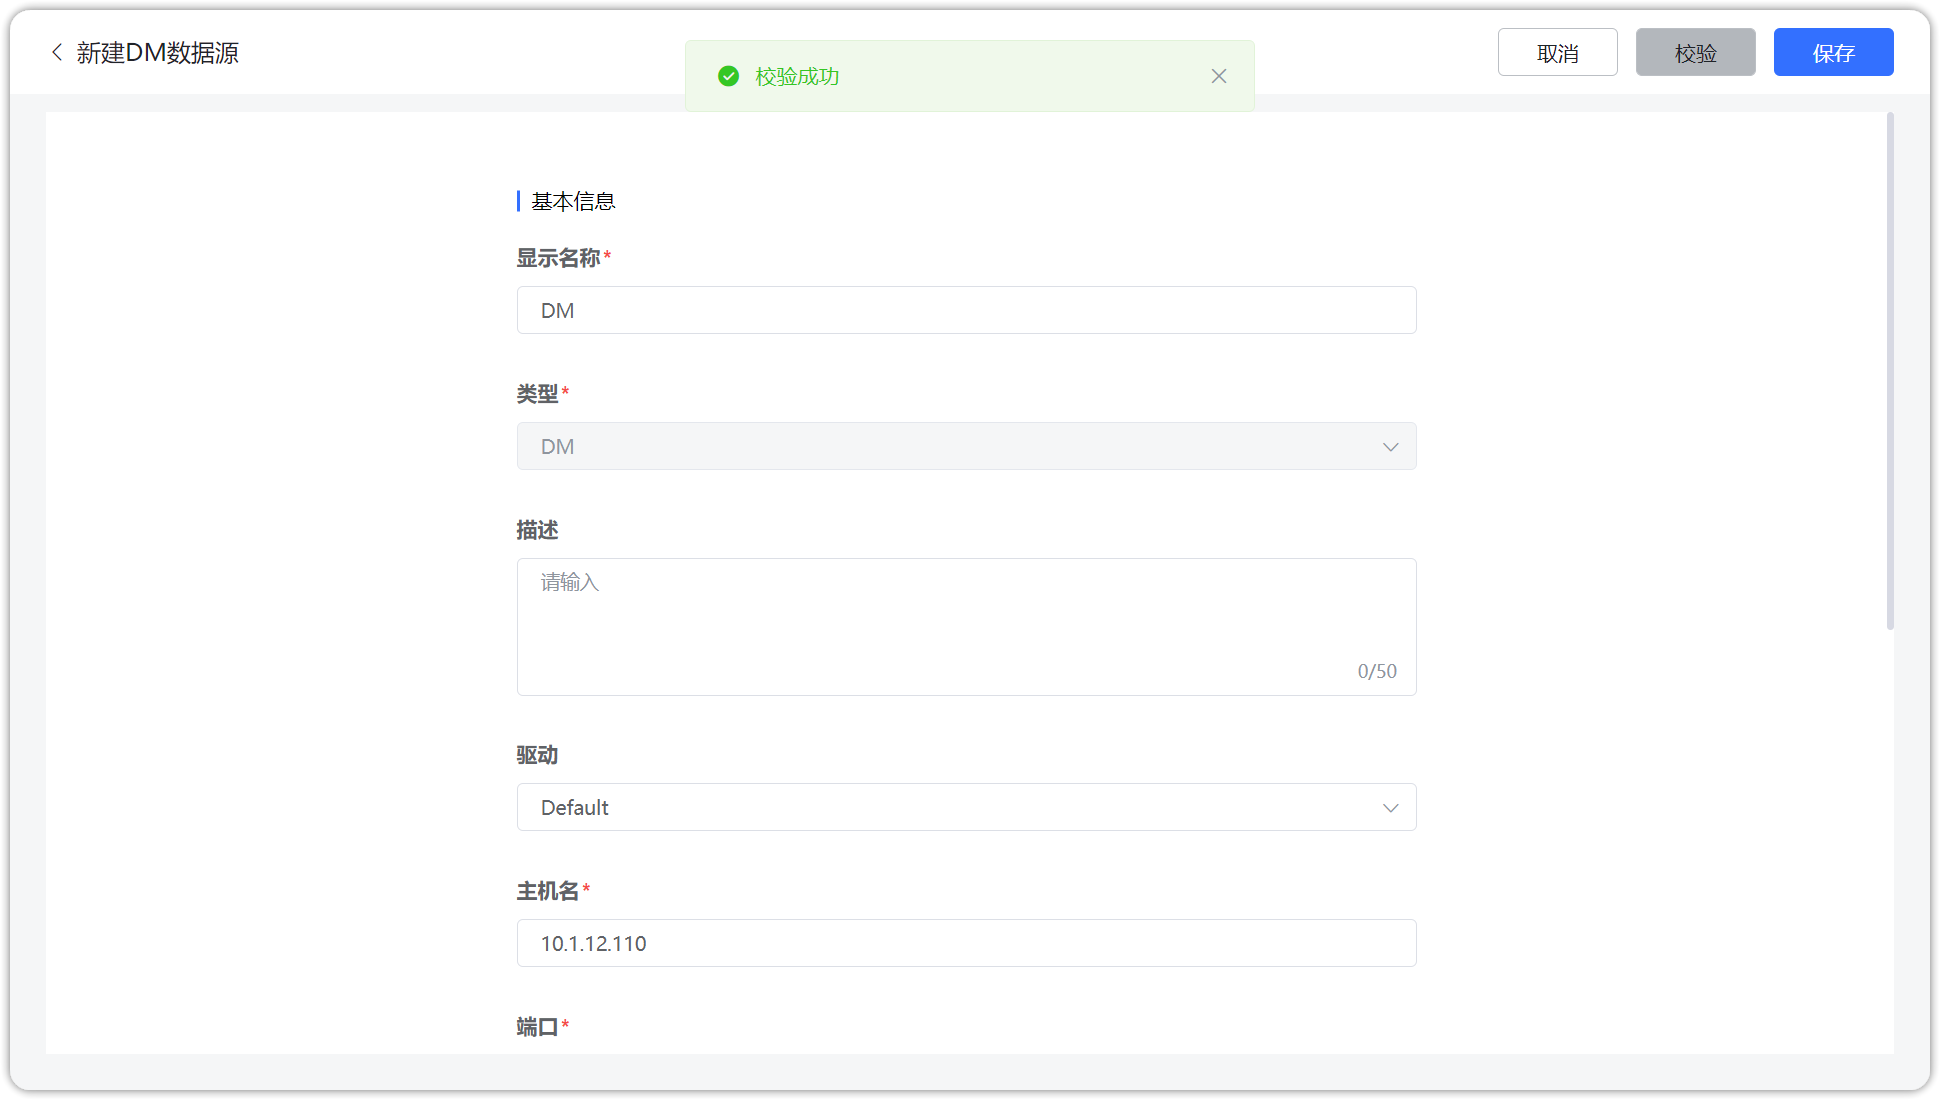 新建DM数据源
校验成功
取消
校验
保存
基本信息
显示名称*
DM
类型*
DM
描述
请输入
0/50
驱动
Default
主机名*
10.1.12.110
端口*